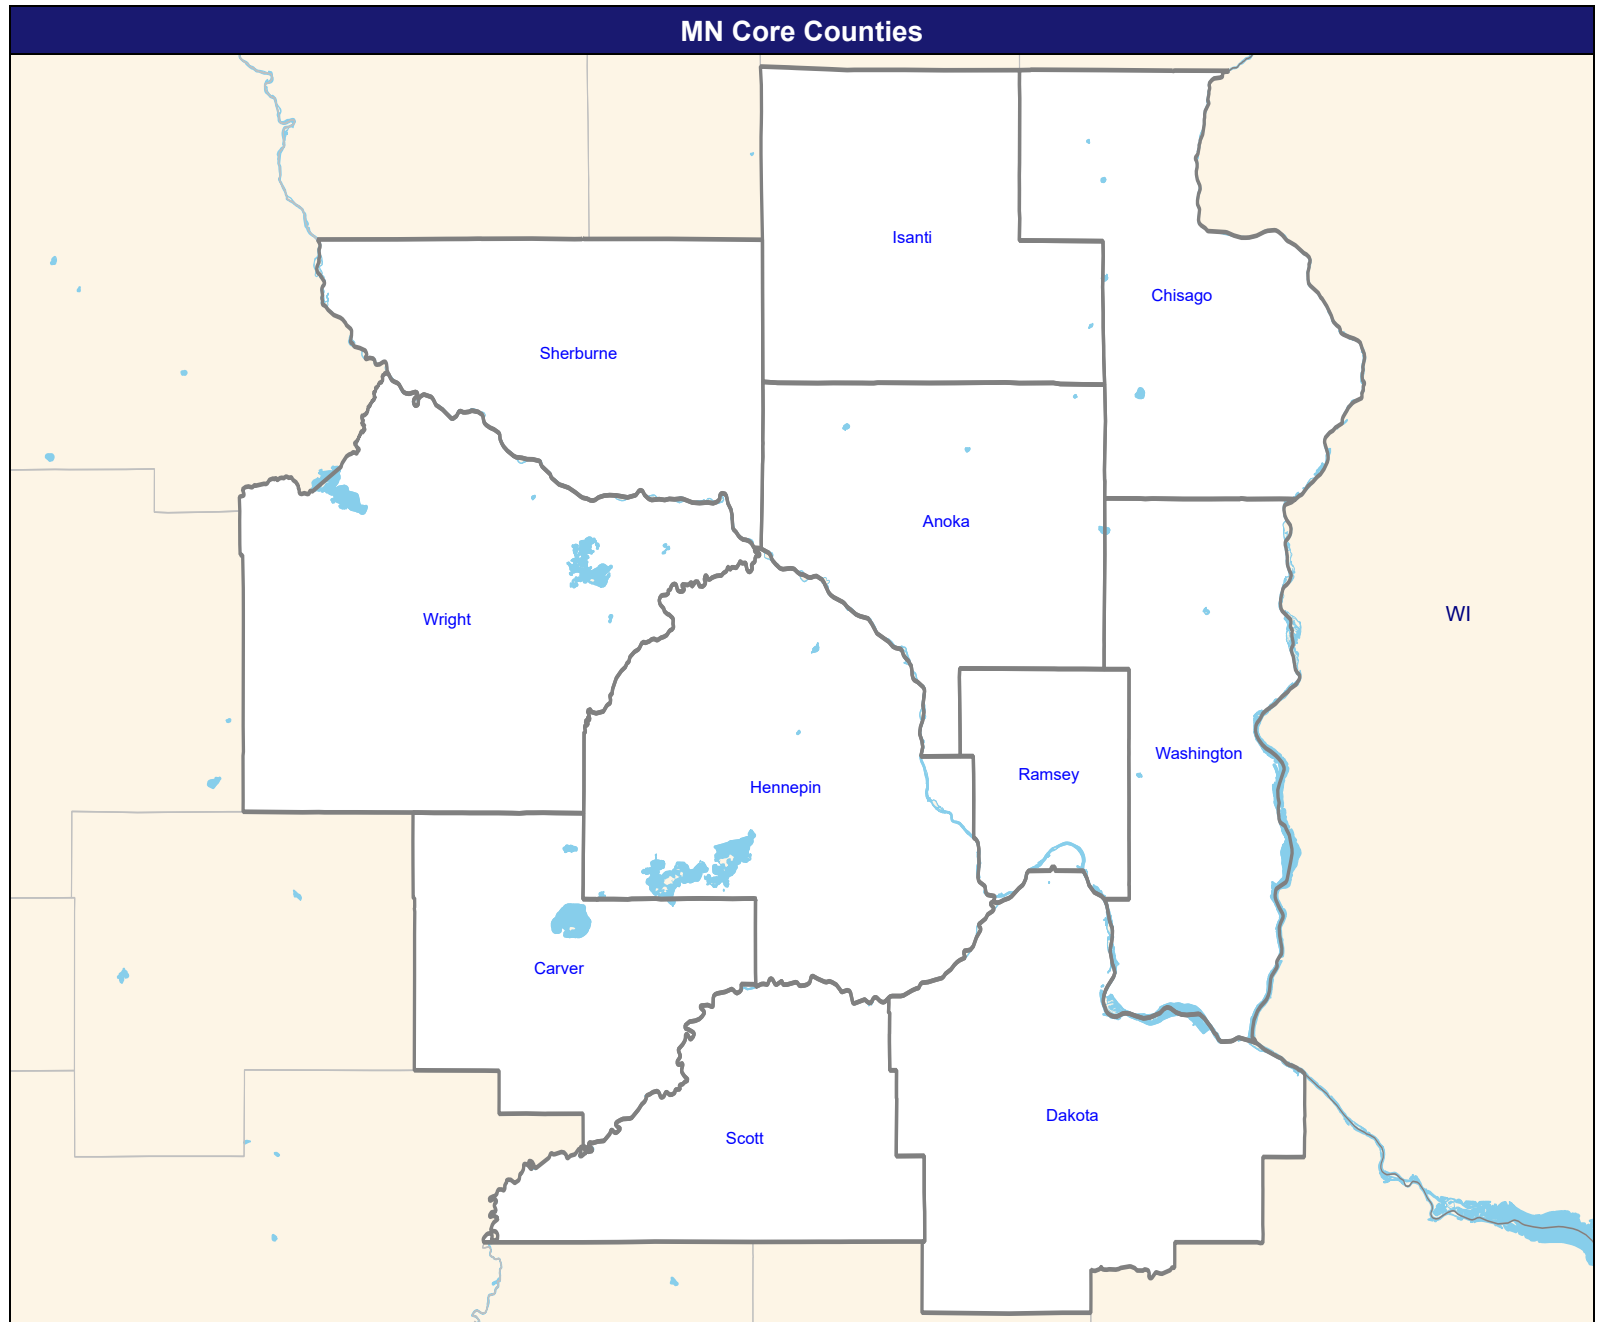 MN Core Counties
Isanti
Chisago
Sherburne
Anoka
Wright
WI
Washington
Ramsey
Hennepin
Carver
Dakota
Scott